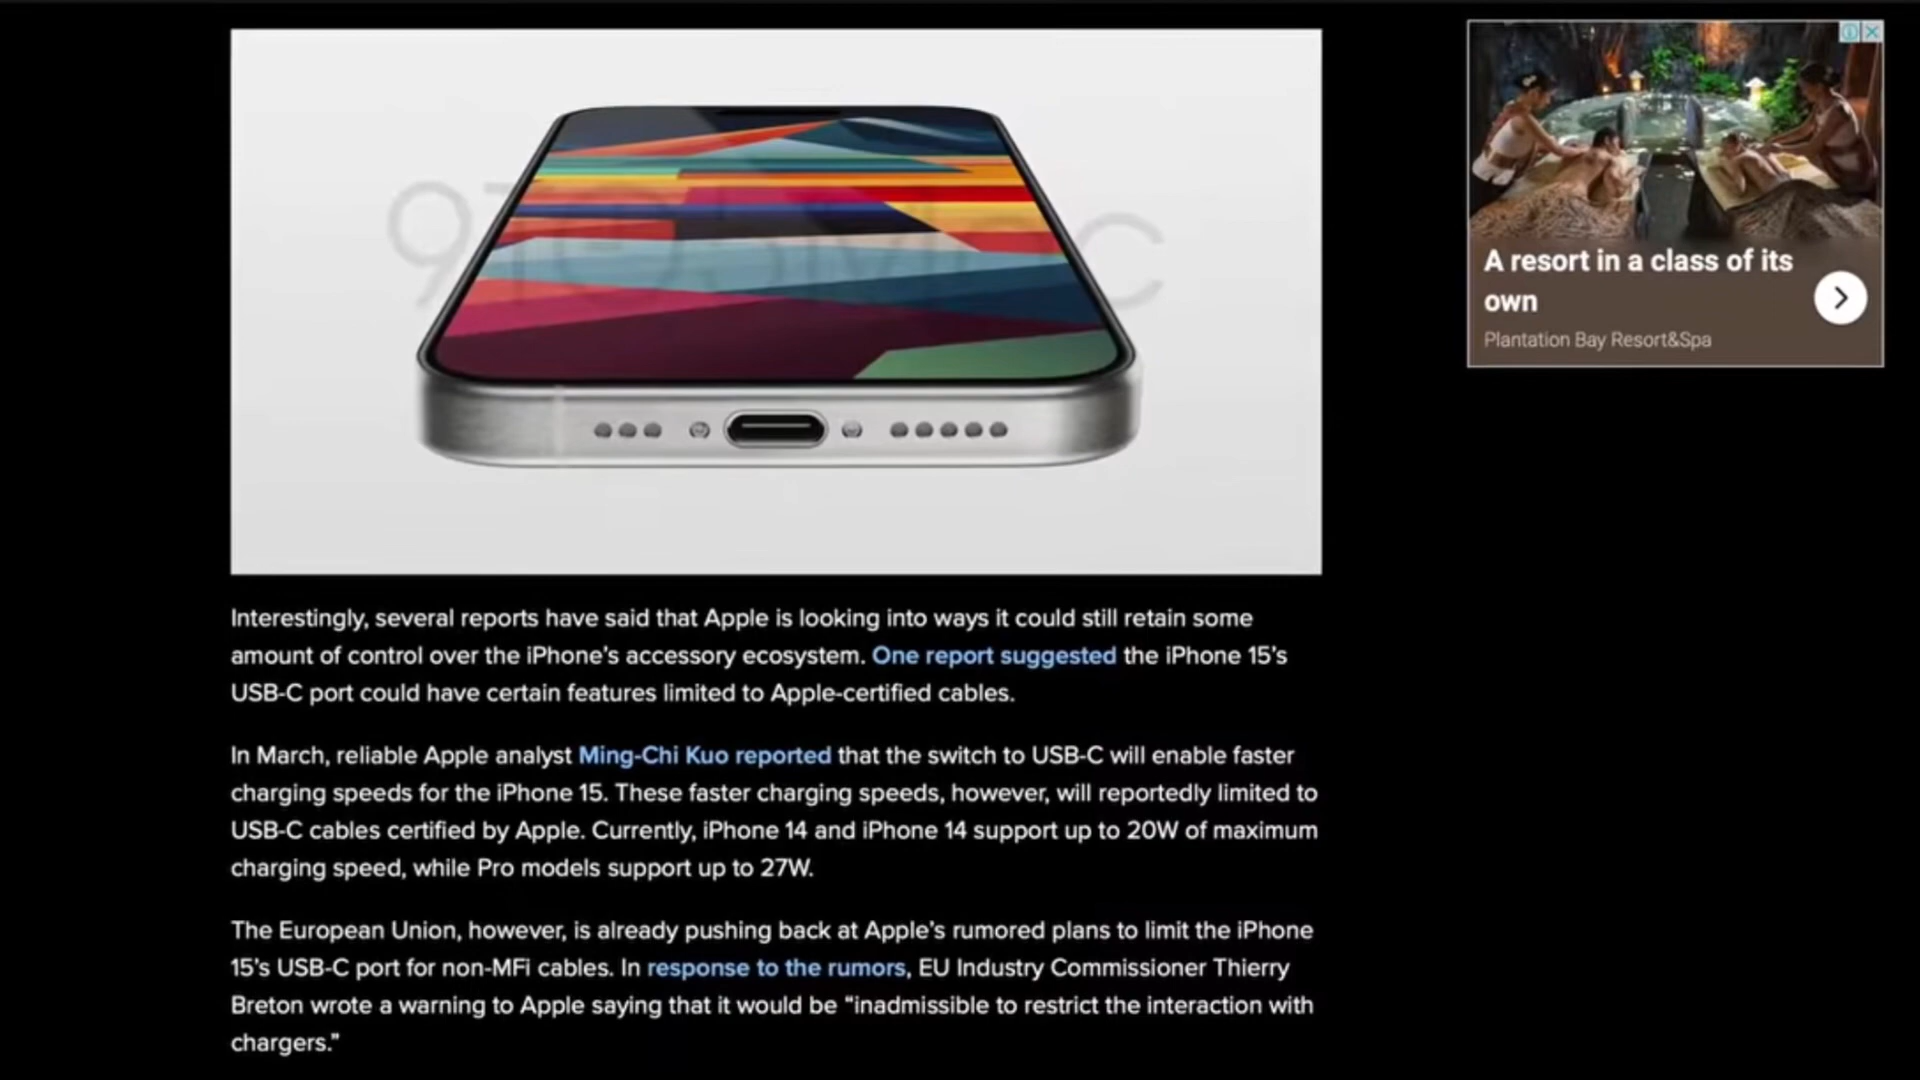 9TO5Mac
Interestingly, several reports have said that Apple is looking into ways it could still retain some
amount of control over the iPhone's accessory ecosystem. One report suggested the iPhone 15's
USB-C port could have certain features limited to Apple-certified cables.
In March, reliable Apple analyst Ming-Chi Kuo reported that the switch to USB-C will enable faster
charging speeds for the iPhone 15. These faster charging speeds, however, will reportedly limited to
USB-C cables certified by Apple. Currently, iPhone 14 and iPhone 14 support up to 20W of maximum
charging speed, while Pro models support up to 27W.
The European Union, however, is already pushing back at Apple's rumored plans to limit the iPhone
15's USB-C port for non-MFi cables. In response to the rumors, EU Industry Commissioner Thierry
Breton wrote a warning to Apple saying that it would be “inadmissible to restrict the interaction with
chargers.”
A resort in a class of its
own
Plantation Bay Resort&Spa